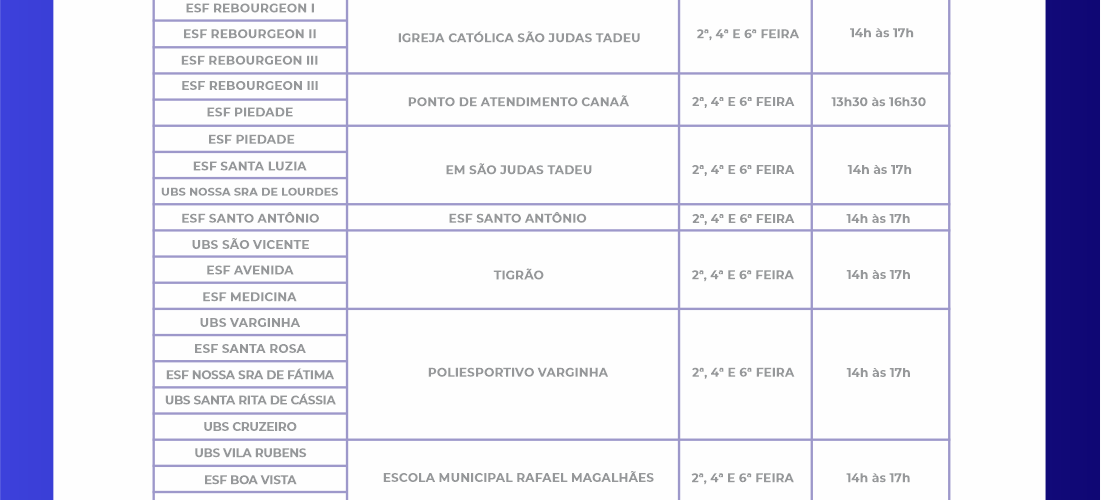 ESF REBOURGEON I
ESF REBOURGEON II
ESF REBOURGEON III
IGREJA CATÓLICA SÃO JUDAS TADEU
2ª, 4ª E 6ª FEIRA
14h às 17h
ESF REBOURGEON III
ESF PIEDADE
PONTO DE ATENDIMENTO CANAÃ
2ª, 4ª E 6ª FEIRA
13h30 às 16h30
ESF PIEDADE
ESF SANTA LUZIA
UBS NOSSA SRA DE LOURDES
EM SÃO JUDAS TADEU
2ª, 4ª E 6ª FEIRA
14h às 17h
ESF SANTO ANTÔNIO
ESF SANTO ANTÔNIO
2ª, 4ª E 6ª FEIRA
14h às 17h
UBS SÃO VICENTE
ESF AVENIDA
ESF MEDICINA
TIGRÃO
2ª, 4ª E 6ª FEIRA
14h às 17h
UBS VARGINHA
ESF SANTA ROSA
ESF NOSSA SRA DE FÁTIMA
UBS SANTA RITA DE CÁSSIA
UBS CRUZEIRO
POLIESPORTIVO VARGINHA
2ª, 4ª E 6ª FEIRA
14h às 17h
UBS VILA RUBENS
ESF BOA VISTA
ESCOLA MUNICIPAL RAFAEL MAGALHÃES
2ª, 4ª E 6ª FEIRA
14h às 17h